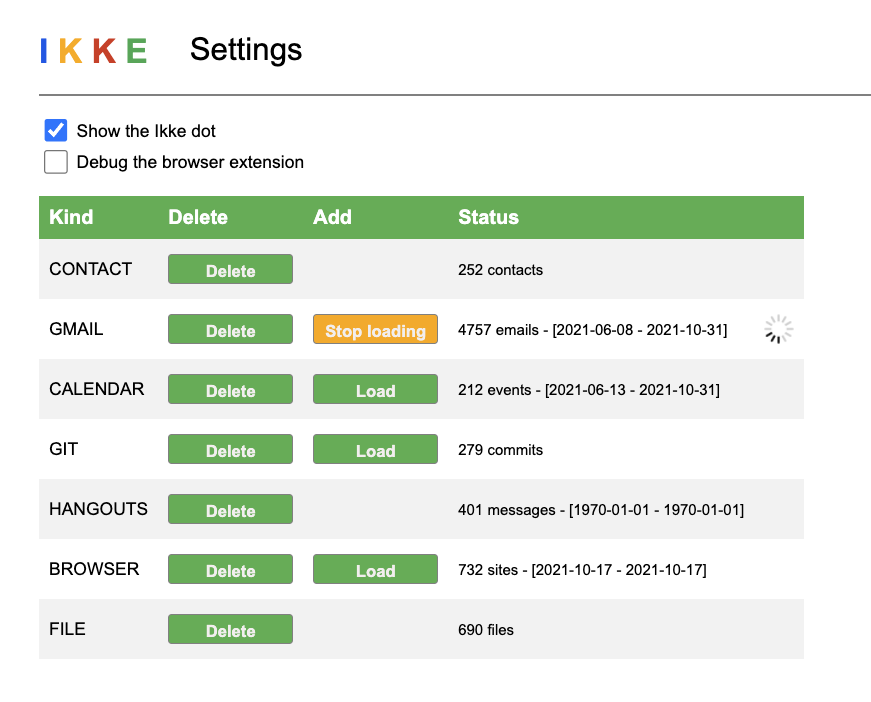 IKKE Settings
Show the Ikke dot
Debug the browser extension
Kind Delete Add Status
CONTACT Delete 252 contacts
GMAIL Delete Stop loading 4757 emails - [2021-06-08 - 2021-10-31]
CALENDAR Delete Load 212 events - [2021-06-13 - 2021-10-31]
GIT Delete Load 279 commits
HANGOUTS Delete 401 messages - [1970-01-01 - 1970-01-01]
BROWSER Delete Load 732 sites - [2021-10-17 - 2021-10-17]
FILE Delete 690 files